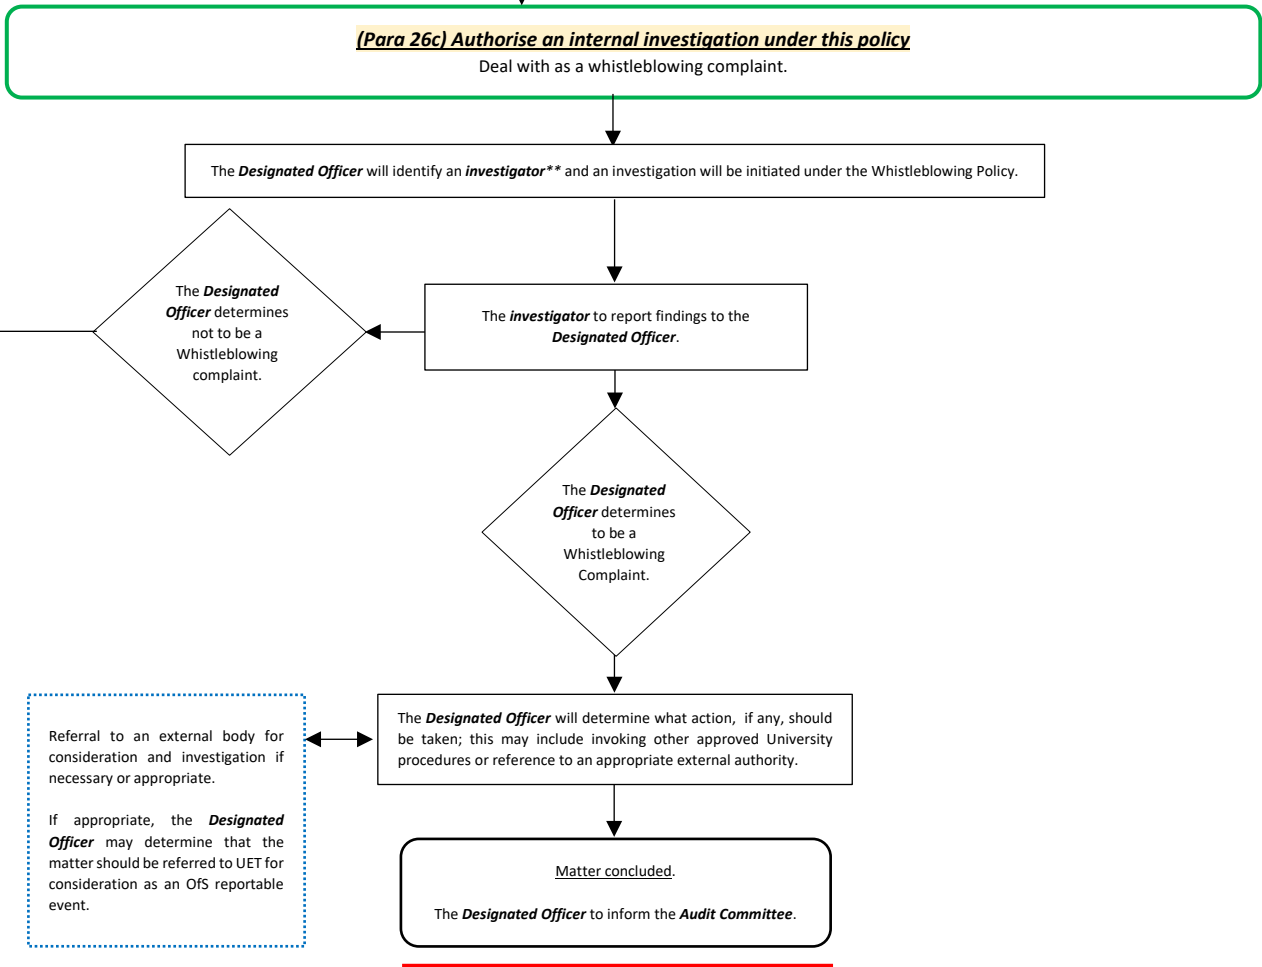 (Para 26c) Authorise an internal investigation under this policy
Deal with as a whistleblowing complaint.
The Designated Officer will identify an investigator** and an investigation will be initiated under the Whistleblowing Policy.
The Designated
Officer determines
not to be a
Whistleblowing
complaint.
The investigator to report findings to the
Designated Officer.
The Designated
Officer determines
to be a
Whistleblowing
Complaint.
Referral to an external body for
consideration and investigation if
necessary or appropriate.
If appropriate, the Designated
Officer may determine that the
matter should be referred to UET for
consideration as an OfS reportable
event.
The Designated Officer will determine what action, if any, should
be taken; this may include invoking other approved University
procedures or reference to an appropriate external authority.
Matter concluded.
The Designated Officer to inform the Audit Committee.